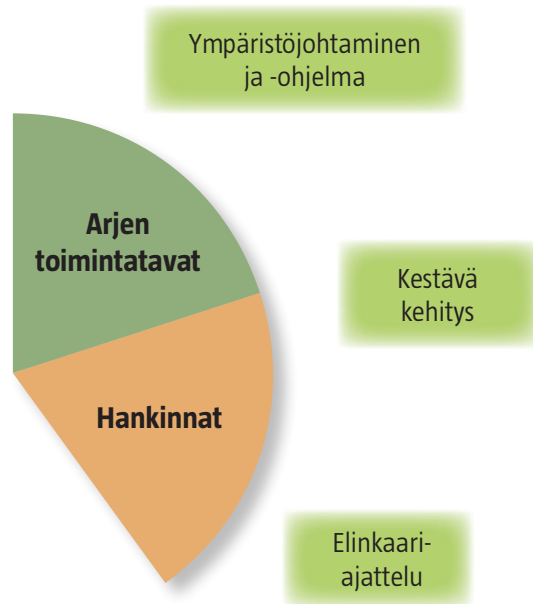 Ympäristöjohtaminen
ja -ohjelma
Arjen
toimintatavat
Kestävä
kehitys
Hankinnat
Elinkaari-
ajattelu